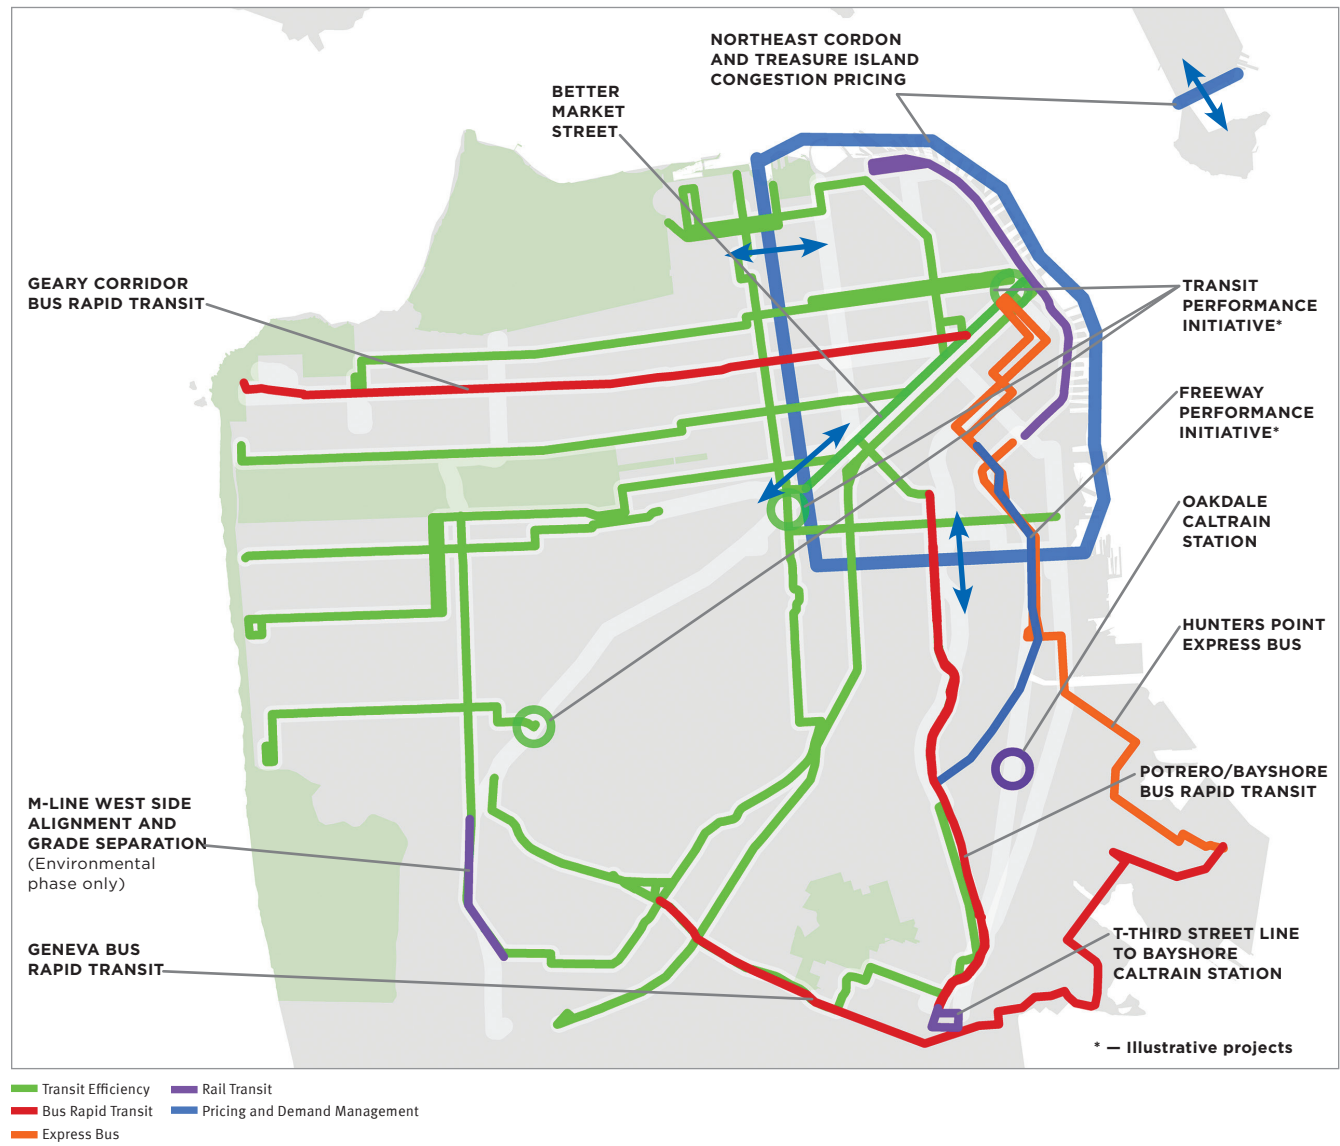 NORTHEAST CORDON
AND TREASURE ISLAND
CONGESTION PRICING
BETTER
MARKET
STREET
GEARY CORRIDOR
BUS RAPID TRANSIT
TRANSIT
PERFORMANCE
INITIATIVE*
FREEWAY
PERFORMANCE
INITIATIVE*
OAKDALE
CALTRAIN
STATION
HUNTERS POINT
EXPRESS BUS
POTRERO/BAYSHORE
BUS RAPID TRANSIT
M-LINE WEST SIDE
ALIGNMENT AND
GRADE SEPARATION
(Environmental
phase only)
GENEVA BUS
RAPID TRANSIT
T-THIRD STREET LINE
TO BAYSHORE
CALTRAIN STATION
* — Illustrative projects
Transit Efficiency
Bus Rapid Transit
Express Bus
Rail Transit
Pricing and Demand Management